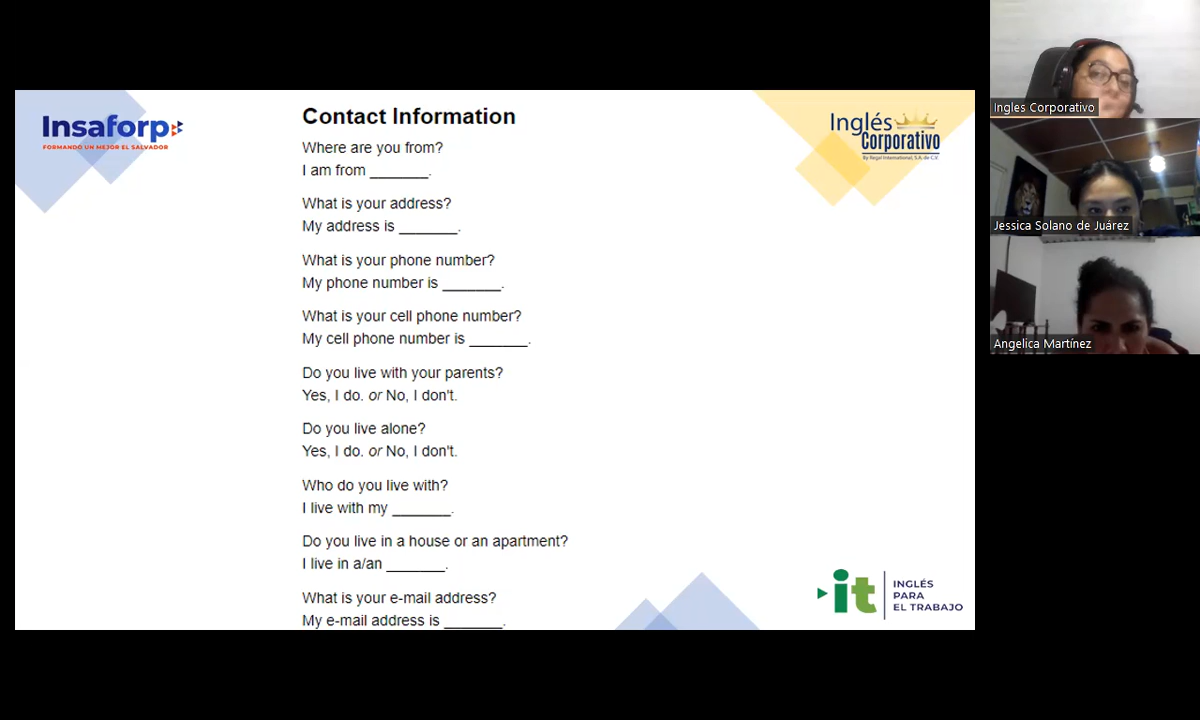 Insaforp
FORMANDO UN MEJOR EL SALVADOR
Contact Information
Where are you from?
I am from _______.
What is your address?
My address is _______.
What is your phone number?
My phone number is _______.
What is your cell phone number?
My cell phone number is _______.
Do you live with your parents?
Yes, I do. or No, I don't.
Do you live alone?
Yes, I do. or No, I don't.
Who do you live with?
I live with my _______.
Do you live in a house or an apartment?
I live in a/an _______.
What is your e-mail address?
My e-mail address is _______.
Inglés
Corporativo
By Regal International, S.A. de C.V.
it
INGLÉS
PARA
EL TRABAJO
Ingles Corporativo
Jessica Solano de Juárez
Angelica Martínez